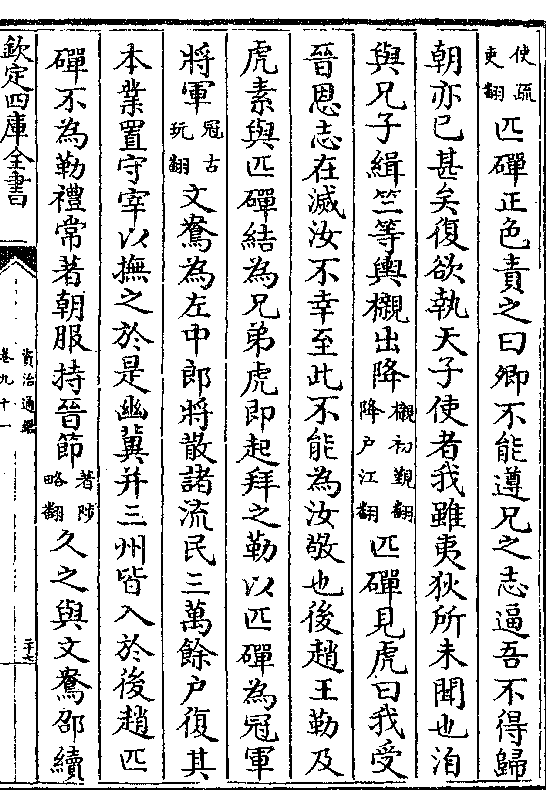 使疏吏翻匹磾正色責之曰卿不能遵兄之志逼吾不得歸
朝亦已甚矣復欲執天子使者我雖夷狄所未聞也洎
與兄子緝竺等輿櫬出降櫬初覲翻降户江翻匹磾見虎曰我受
晉恩志在滅汝不幸至此不能為汝敬也後趙王勒及
虎素與匹磾結為兄弟虎即起拜之勒以匹磾為冠軍
將軍冠古玩翻文鴦為左中郎將散諸流民三萬餘户復其
本業置守宰以撫之於是幽冀并三州皆入於後趙匹
磾不為勒禮常著朝服持晉節著陟略翻久之與文鴦邵續
欽定四庫全書
資治通鑑
卷九十一
二十七